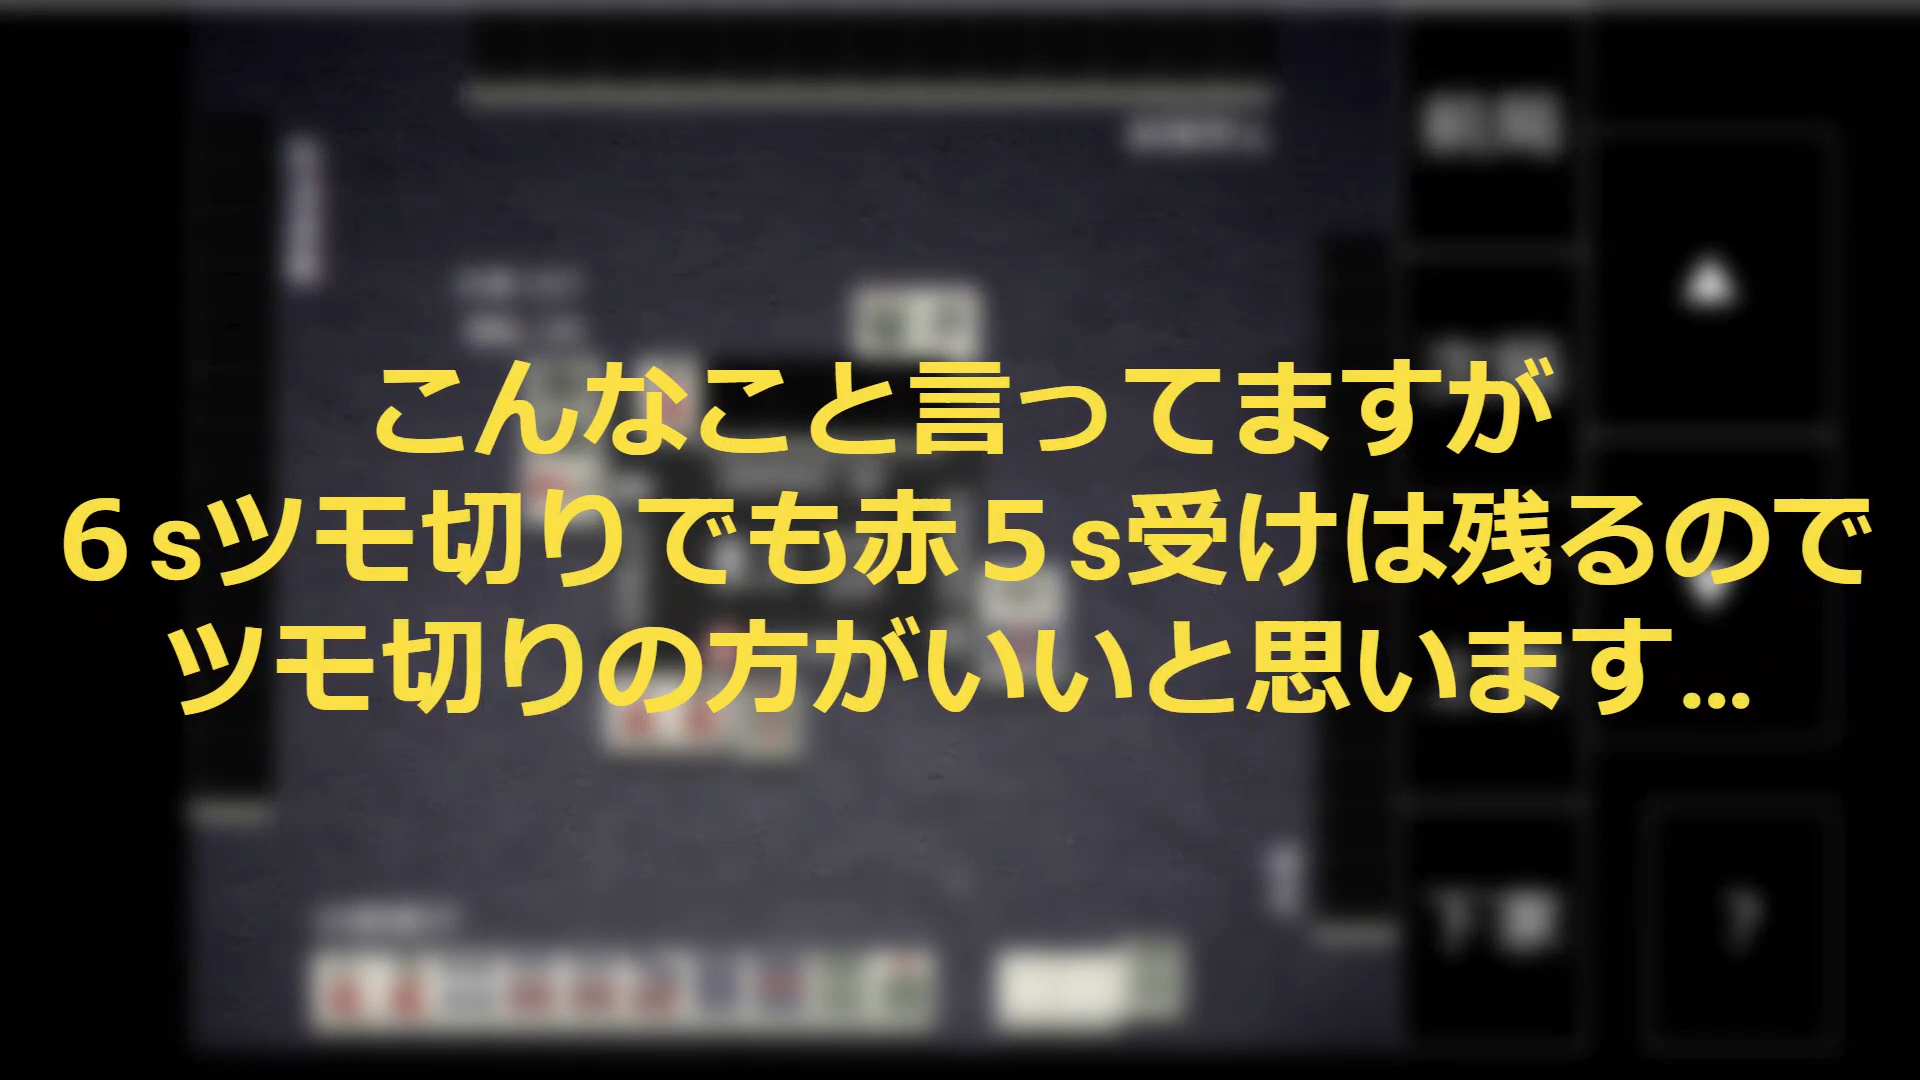 こんなこと言ってますが
６sツモ切りでも赤５s受けは残るので
ツモ切りの方がいいと思います…